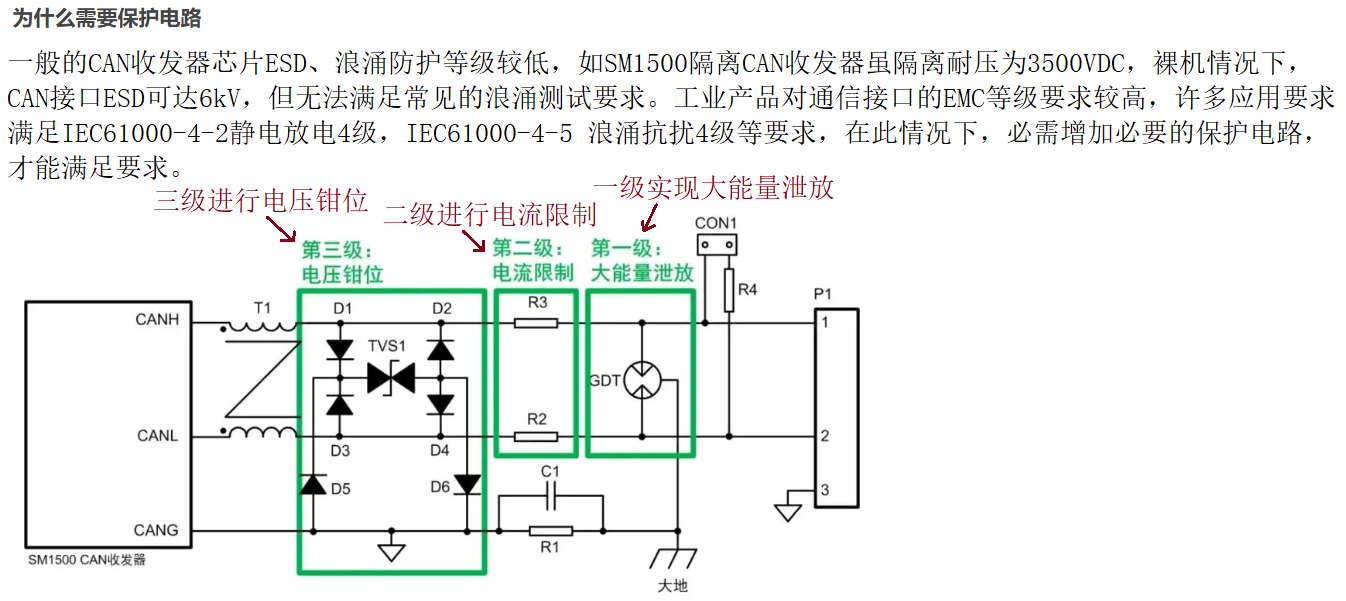 为什么需要保护电路
一般的CAN收发器芯片ESD、浪涌防护等级较低，如SM1500隔离CAN收发器虽隔离耐压为3500VDC，裸机情况下，
CAN接口ESD可达6kV，但无法满足常见的浪涌测试要求。工业产品对通信接口的EMC等级要求较高，许多应用要求
满足IEC61000-4-2静电放电4级，IEC61000-4-5 浪涌抗扰4级等要求，在此情况下，必需增加必要的保护电路，
才能满足要求。
三级进行电压钳位
二级进行电流限制
一级实现大能量泄放
第三级：
电压钳位
第二级：
电流限制
第一级：
大能量泄放
CON1
R4
P1
CANH
T1
D1
D2
R3
1
TVS1
GDT
CANL
R2
2
D3
D4
D5
D6
C1
3
CANG
R1
SM1500 CAN收发器
大地